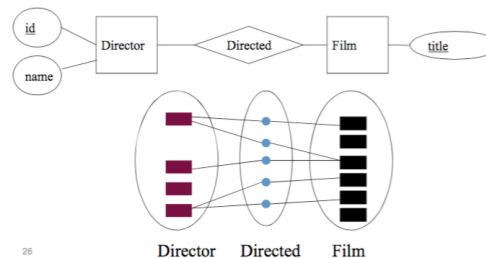 id
name
Director
Directed
Film
title
Director Directed Film
26